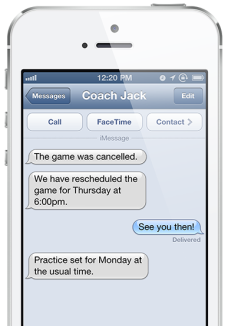 12:20 PM
Messages
Coach Jack
Edit
Call
FaceTime
Contact
iMessage
The game was cancelled.
We have rescheduled the
game for Thursday at
6:00pm.
See you then!
Delivered
Practice set for Monday at
the usual time.